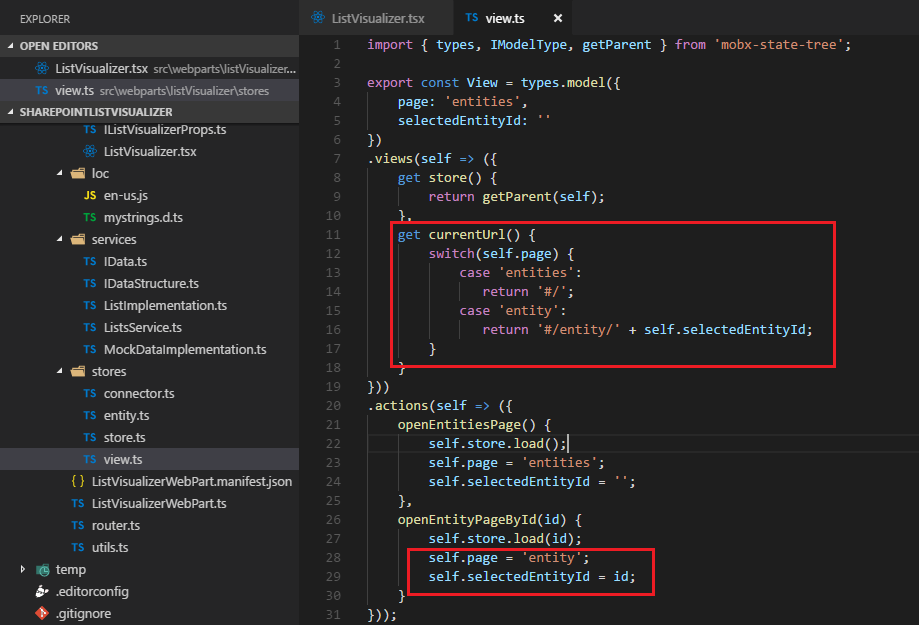 EXPLORER
OPEN EDITORS
ListVisualizer.tsx src\webparts\listVisualizer...
TS view.ts src\webparts\listVisualizer\stores
SHAREPOINTLISTVISUALIZER
TS IListVisualizerProps.ts
ListVisualizer.tsx
loc
JS en-us.js
TS mystrings.d.ts
services
TS IData.ts
TS IDataStructure.ts
TS ListImplementation.ts
TS ListsService.ts
TS MockDataImplementation.ts
stores
TS connector.ts
TS entity.ts
TS store.ts
TS view.ts
{ } ListVisualizerWebPart.manifest.json
TS ListVisualizerWebPart.ts
TS router.ts
TS utils.ts
temp
.editorconfig
.gitignore
ListVisualizer.tsx
TS view.ts ×
1 import { types, IModelType, getParent } from 'mobx-state-tree';
2
3 export const View = types.model({
4 page: 'entities',
5 selectedEntityId: ''
6 })
7 .views(self => ({
8 get store() {
9 return getParent(self);
10 },
11 get currentUrl() {
12 switch(self.page) {
13 case 'entities':
14 return '#/';
15 case 'entity':
16 return '#/entity/' + self.selectedEntityId;
17 }
18 }
19 }))
20 .actions(self => ({
21 openEntitiesPage() {
22 self.store.load();
23 self.page = 'entities';
24 self.selectedEntityId = '';
25 },
26 openEntityPageById(id) {
27 self.store.load(id);
28 self.page = 'entity';
29 self.selectedEntityId = id;
30 }
31 }));